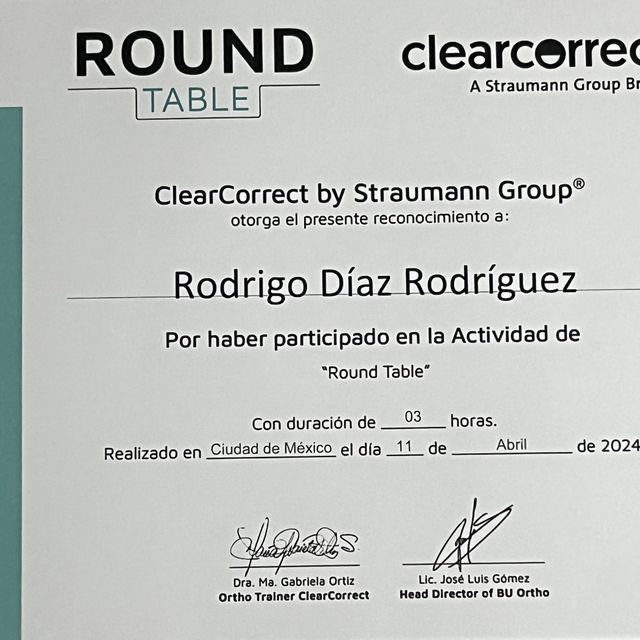 ROUND
TABLE
clearcorrec
A Straumann Group Br
ClearCorrect by Straumann Group®
otorga el presente reconocimiento a:
Rodrigo Díaz Rodríguez
Por haber participado en la Actividad de
"Round Table"
Con duración de 03 horas.
Realizado en Ciudad de México el día 11 de Abril de 2024
Dra. Ma. Gabriela Ortiz
Ortho Trainer ClearCorrect
Lic. José Luis Gómez
Head Director of BU Ortho